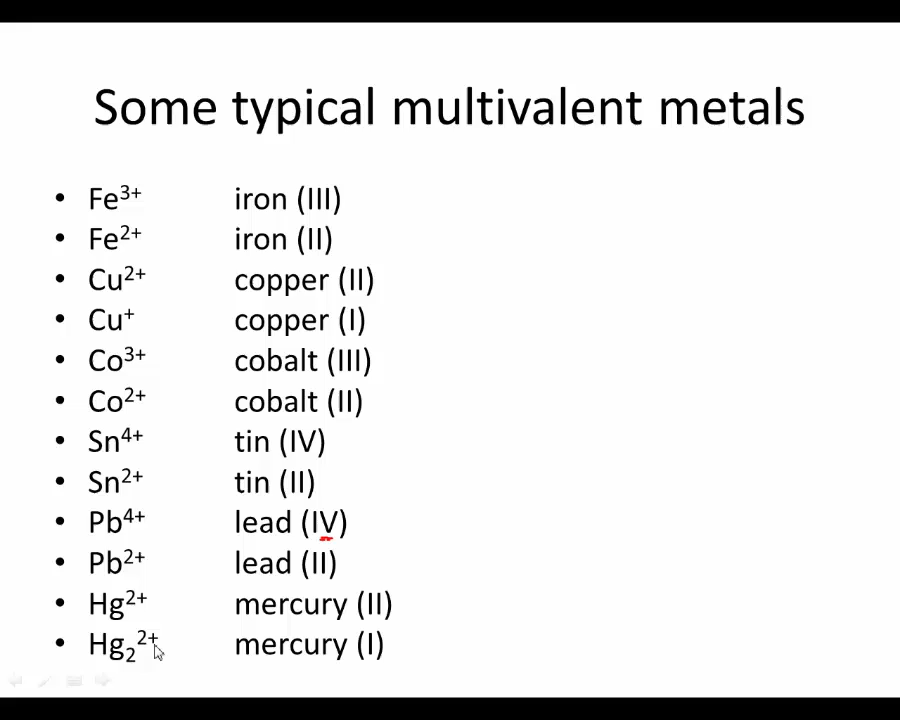 Some typical multivalent metals
• Fe³⁺ iron (III)
• Fe²⁺ iron (II)
• Cu²⁺ copper (II)
• Cu⁺ copper (I)
• Co³⁺ cobalt (III)
• Co²⁺ cobalt (II)
• Sn⁴⁺ tin (IV)
• Sn²⁺ tin (II)
• Pb⁴⁺ lead (IV)
• Pb²⁺ lead (II)
• Hg²⁺ mercury (II)
• Hg₂²⁺ mercury (I)